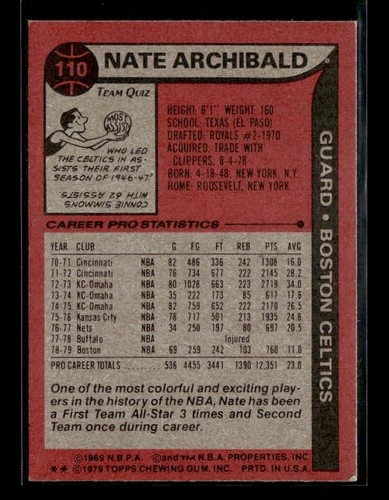 110
NATE ARCHIBALD
TEAM QUIZ
MOST ASSISTS
WHO LED
THE CELTICS IN AS-
SISTS THEIR FIRST
SEASON OF 1946-47?
CONNIE SIMMONS
WITH 62 ASSISTS
HEIGHT: 6'1" WEIGHT: 160
SCHOOL: TEXAS (EL PASO)
DRAFTED: ROYALS #2-1970
ACQUIRED: TRADE WITH
CLIPPERS, 8-4-78
BORN: 4-18-48, NEW YORK, N.Y
HOME: ROOSEVELT, NEW YORK
GUARD • BOSTON CELTICS
CAREER PRO STATISTICS
YEAR CLUB G FG FT REB PTS AVG
70-71 Cincinnati NBA 82 486 336 242 1308 16.0
71-72 Cincinnati NBA 76 734 677 222 2145 28.2
72-73 KC-Omaha NBA 80 1028 663 223 2719 34.0
73-74 KC-Omaha NBA 35 222 173 85 617 17.6
74-75 KC-Omaha NBA 82 759 652 222 2170 26.5
75-76 Kansas City NBA 78 717 501 213 1935 24.8
76-77 Nets NBA 34 250 197 80 697 20.5
77-78 Buffalo NBA Injured
78-79 Boston NBA 69 259 242 103 760 11.0
PRO CAREER TOTALS 536 4455 3441 1390 12,351 23.0
One of the most colorful and exciting play-
ers in the history of the NBA, Nate has been
a First Team All-Star 3 times and Second
Team once during career.
©1969 N.B.P.A. ©and TM N.B.A. PROPERTIES, INC.
** ©1979 TOPPS CHEWING GUM, INC. PRTD. IN U.S.A.